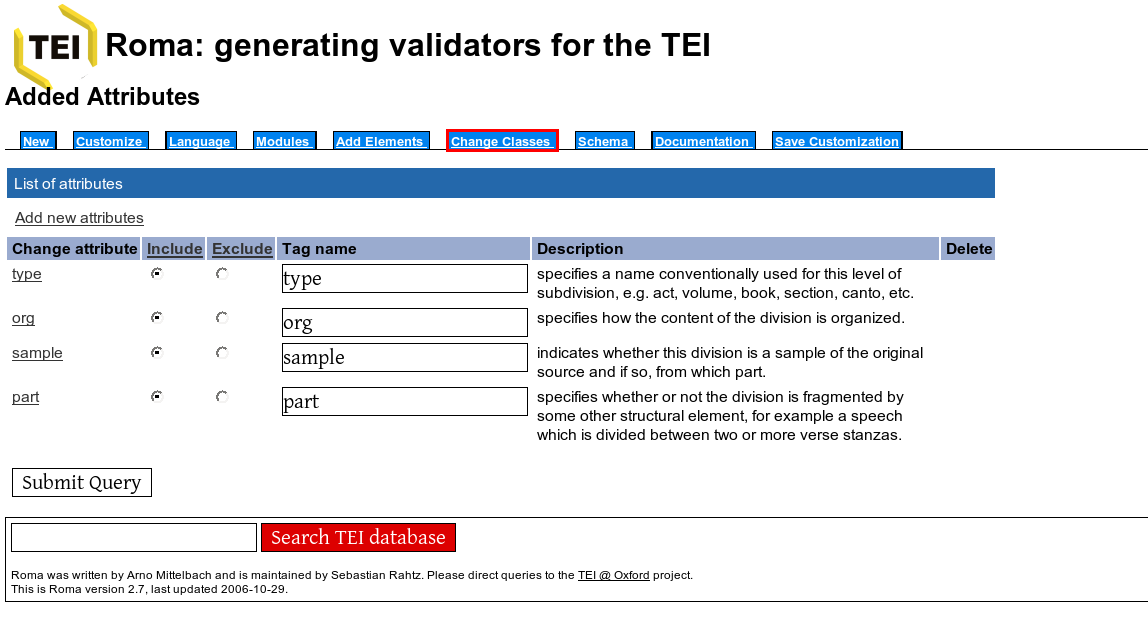 TEI
Roma: generating validators for the TEI
Added Attributes
New Customize Language Modules Add Elements Change Classes Schema Documentation Save Customization
List of attributes
Add new attributes
Change attribute Include Exclude Tag name Description Delete
type type specifies a name conventionally used for this level of
subdivision, e.g. act, volume, book, section, canto, etc.
org org specifies how the content of the division is organized.
sample sample indicates whether this division is a sample of the original
source and if so, from which part.
part part specifies whether or not the division is fragmented by
some other structural element, for example a speech
which is divided between two or more verse stanzas.
Submit Query
Search TEI database
Roma was written by Arno Mittelbach and is maintained by Sebastian Rahtz. Please direct queries to the TEI @ Oxford project.
This is Roma version 2.7, last updated 2006-10-29.